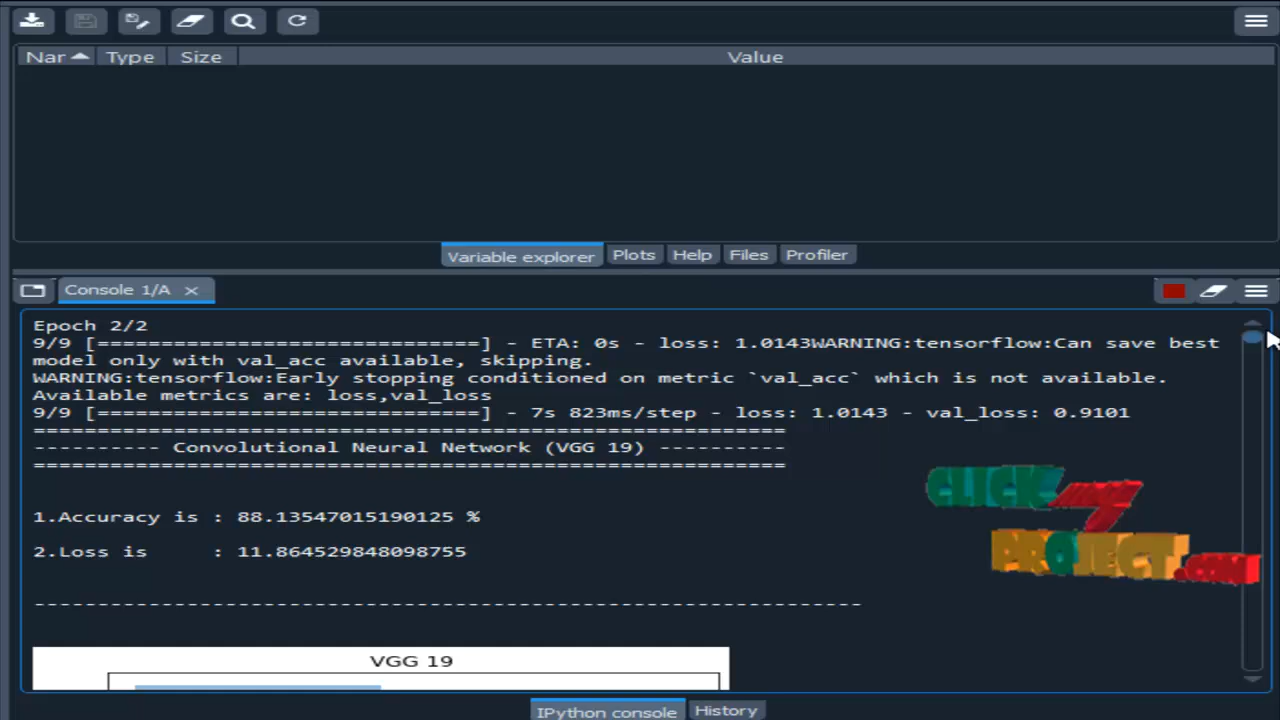 Nar Type Size Value
Variable explorer Plots Help Files Profiler
Console 1/A
Epoch 2/2
9/9 [==============================] - ETA: 0s - loss: 1.0143WARNING:tensorflow:Can save best
model only with val_acc available, skipping.
WARNING:tensorflow:Early stopping conditioned on metric `val_acc` which is not available.
Available metrics are: loss,val_loss
9/9 [==============================] - 7s 823ms/step - loss: 1.0143 - val_loss: 0.9101
===========================================================
---------- Convolutional Neural Network (VGG 19) ----------
===========================================================
1.Accuracy is : 88.13547015190125 %
2.Loss is     : 11.864529848098755
-----------------------------------------------------------------
CLICK MY
PROJECT.COM
VGG 19
IPython console History